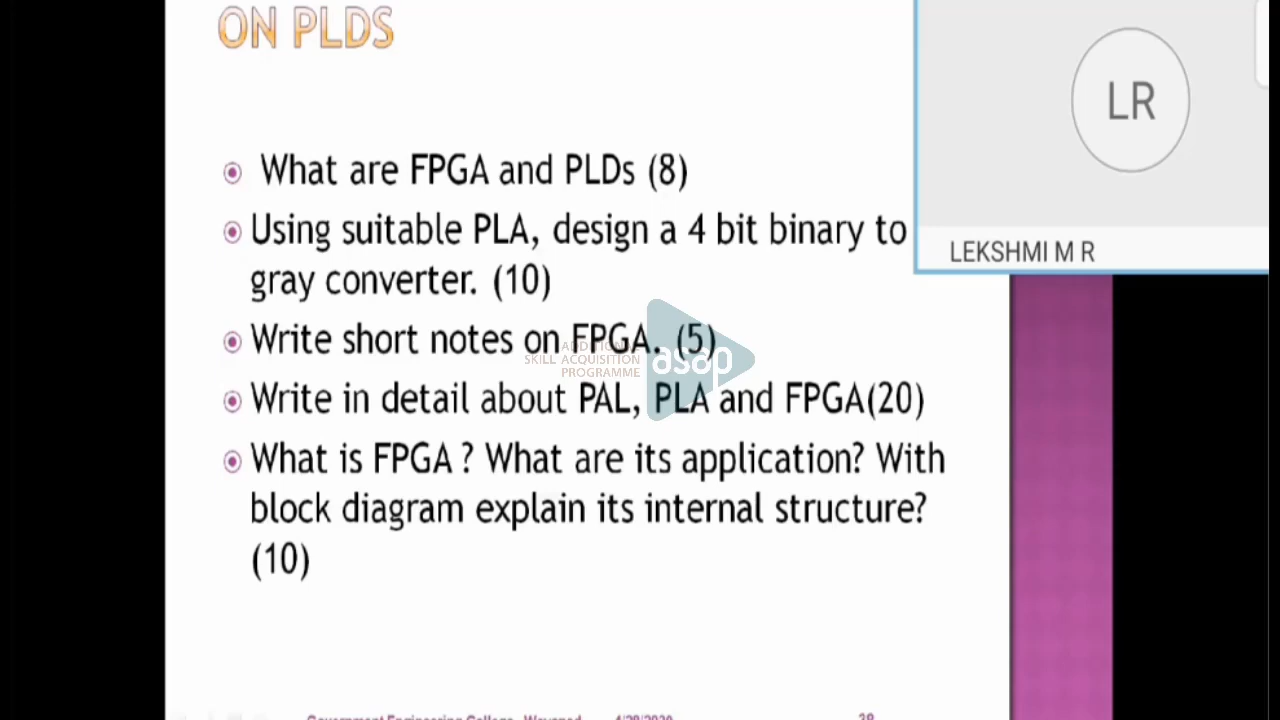 ON PLDS
LR
LEKSHMI M R
What are FPGA and PLDs (8)
Using suitable PLA, design a 4 bit binary to
gray converter. (10)
Write short notes on FPGA. (5)
SKILL ACQUISITION
PROGRAMME
asap
Write in detail about PAL, PLA and FPGA(20)
What is FPGA ? What are its application? With
block diagram explain its internal structure?
(10)